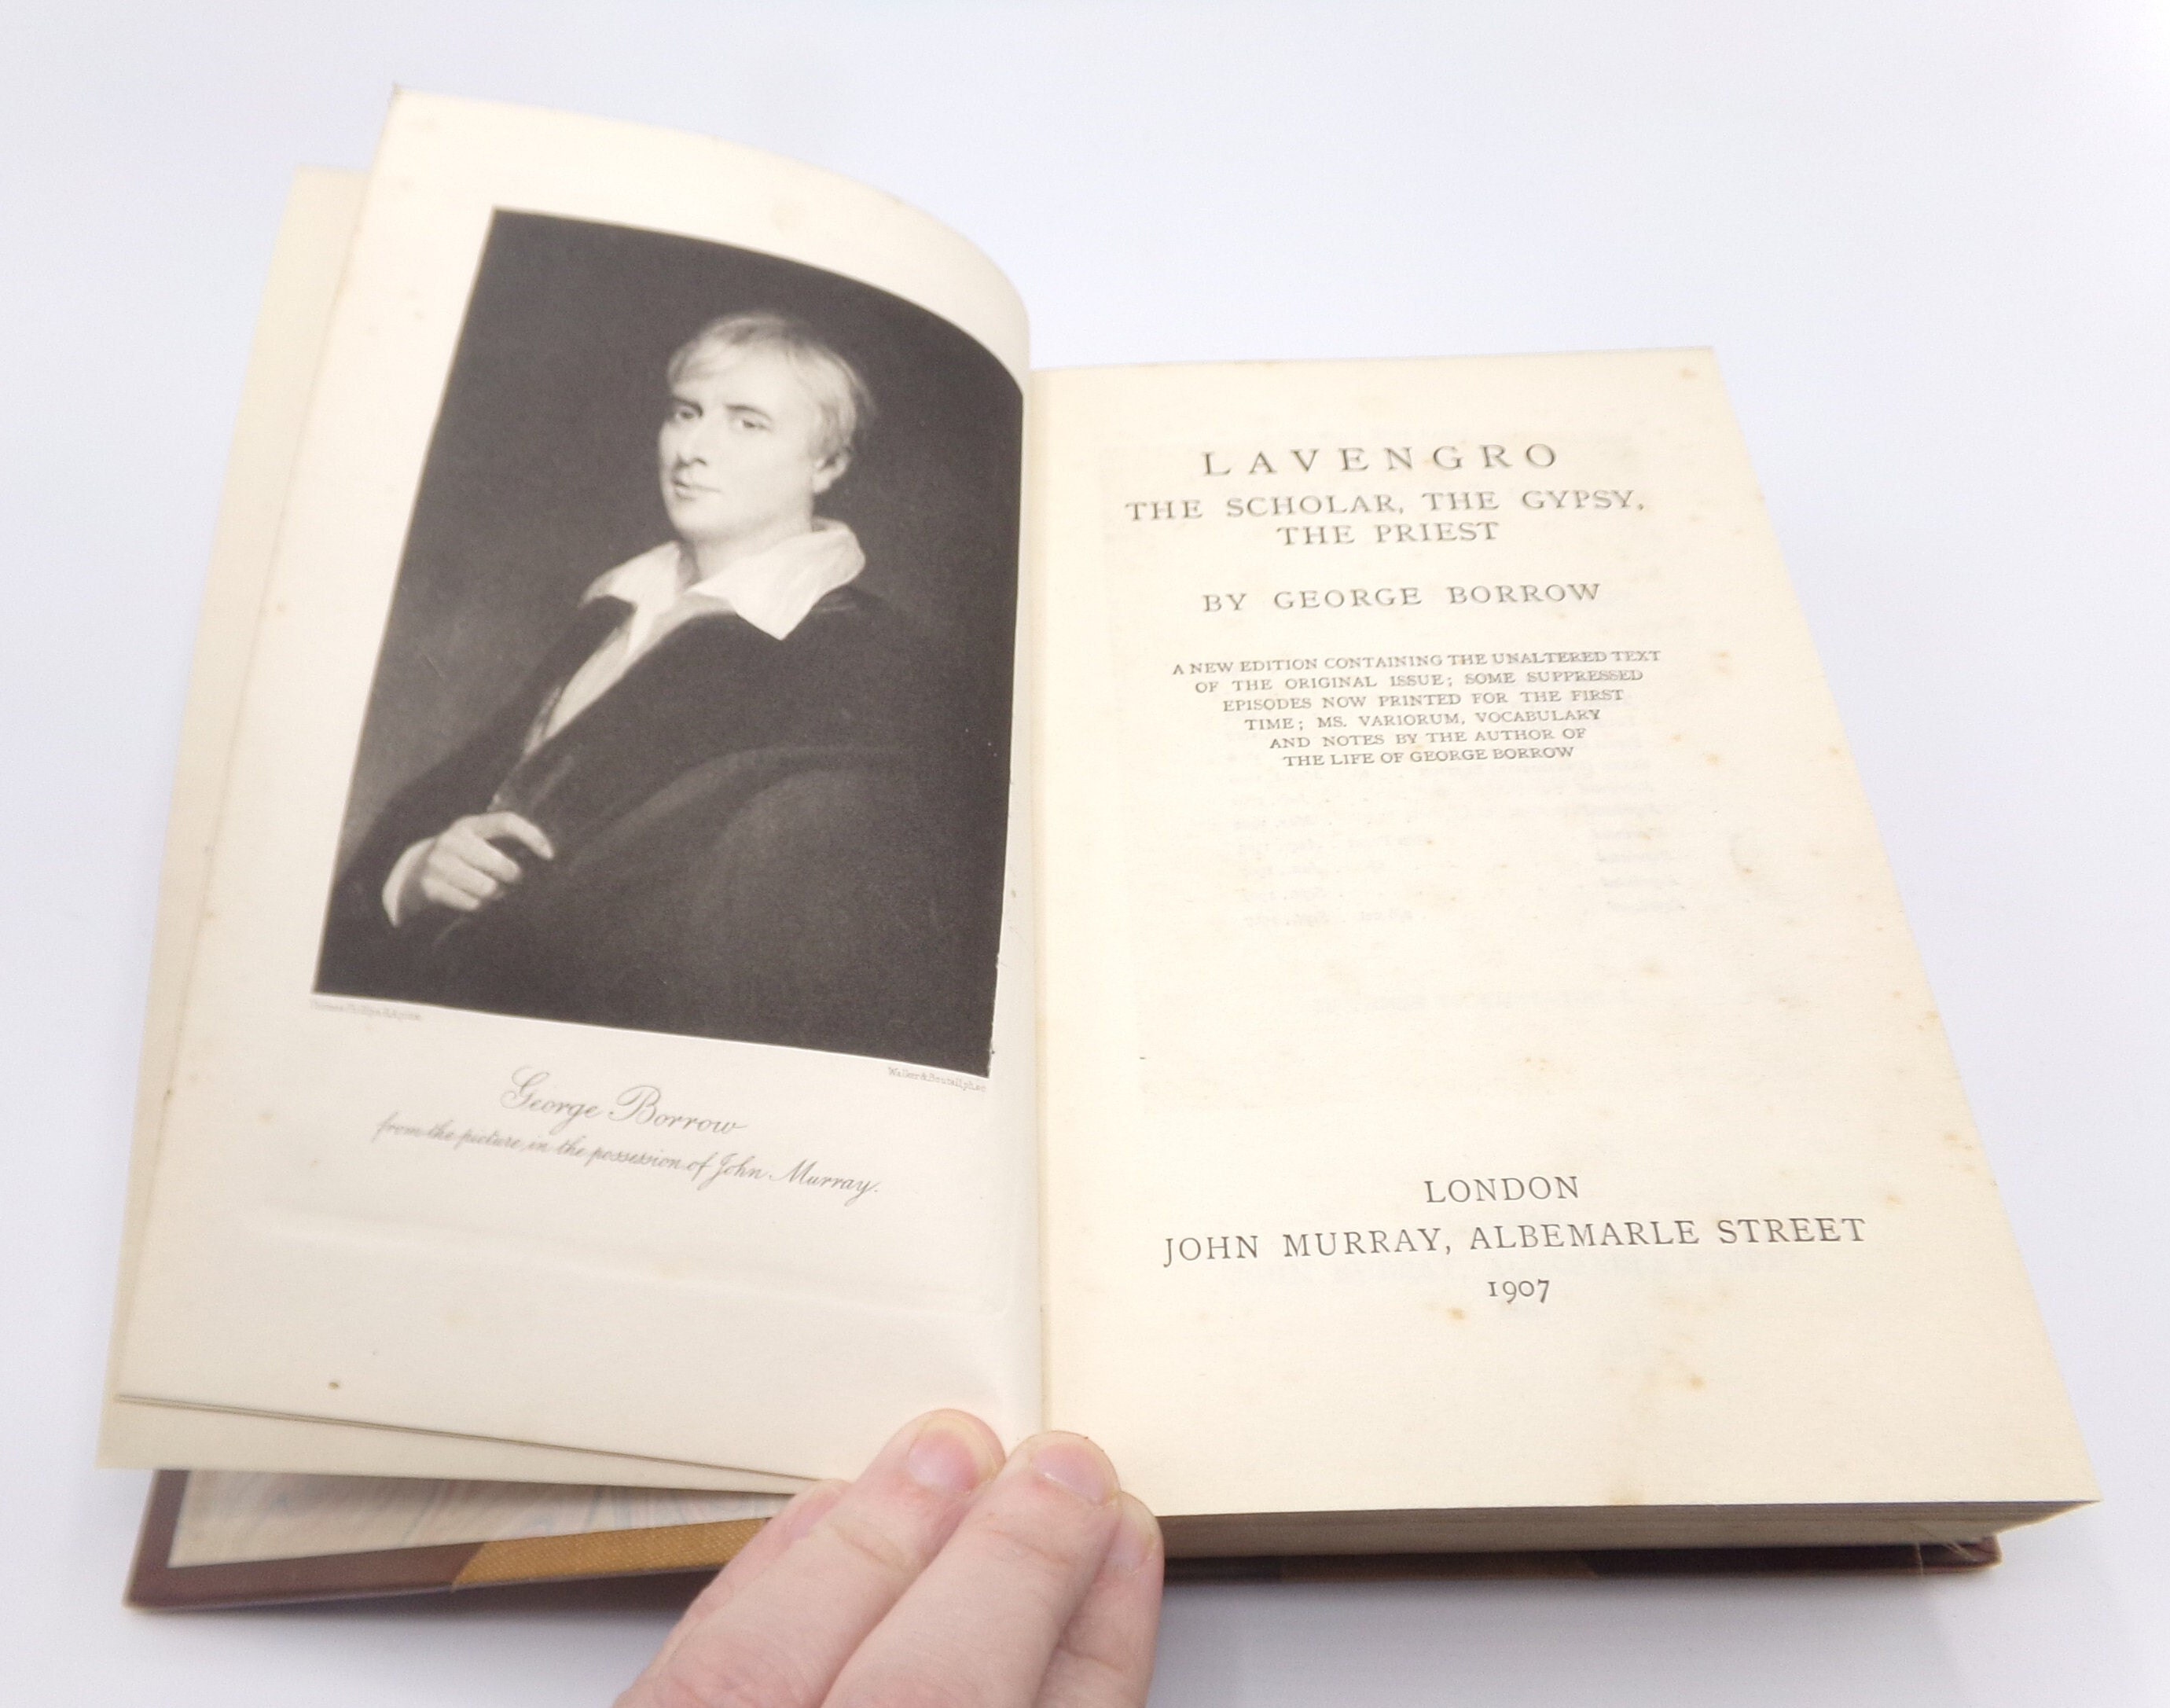 George Borrow
from the picture in the possession of John Murray.
LAVENGRO
THE SCHOLAR, THE GYPSY,
THE PRIEST
BY GEORGE BORROW
A NEW EDITION CONTAINING THE UNALTERED TEXT
OF THE ORIGINAL ISSUE; SOME SUPPRESSED
EPISODES NOW PRINTED FOR THE FIRST
TIME; MS. VARIORUM, VOCABULARY
AND NOTES BY THE AUTHOR OF
THE LIFE OF GEORGE BORROW
LONDON
JOHN MURRAY, ALBEMARLE STREET
1907